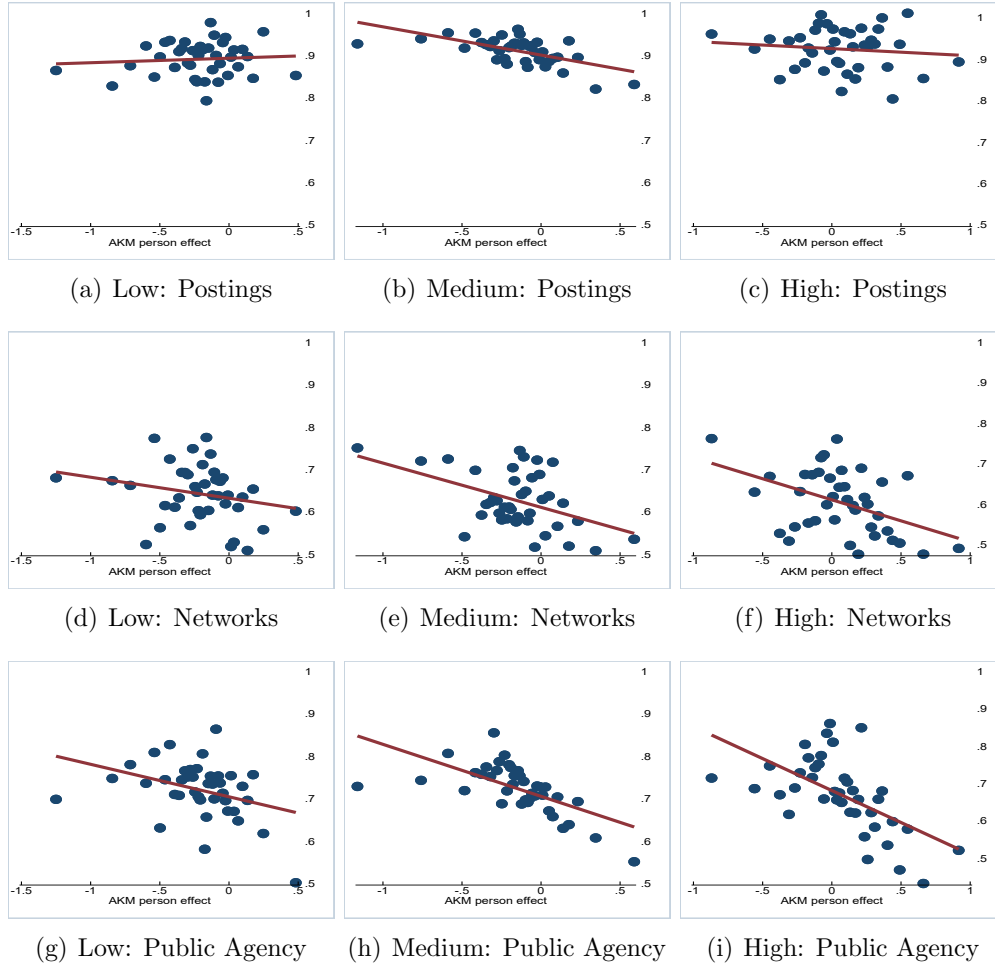 1
.9
.8
.7
.6
.5
-1.5 -1 -.5 0 .5
AKM person effect
(a) Low: Postings
1
.9
.8
.7
.6
.5
-1 -.5 0 .5
AKM person effect
(b) Medium: Postings
1
.9
.8
.7
.6
.5
-1 -.5 0 .5 1
AKM person effect
(c) High: Postings
1
.9
.8
.7
.6
.5
-1.5 -1 -.5 0 .5
AKM person effect
(d) Low: Networks
1
.9
.8
.7
.6
.5
-1 -.5 0 .5
AKM person effect
(e) Medium: Networks
1
.9
.8
.7
.6
.5
-1 -.5 0 .5 1
AKM person effect
(f) High: Networks
1
.9
.8
.7
.6
.5
-1.5 -1 -.5 0 .5
AKM person effect
(g) Low: Public Agency
1
.9
.8
.7
.6
.5
-1 -.5 0 .5
AKM person effect
(h) Medium: Public Agency
1
.9
.8
.7
.6
.5
-1 -.5 0 .5 1
AKM person effect
(i) High: Public Agency